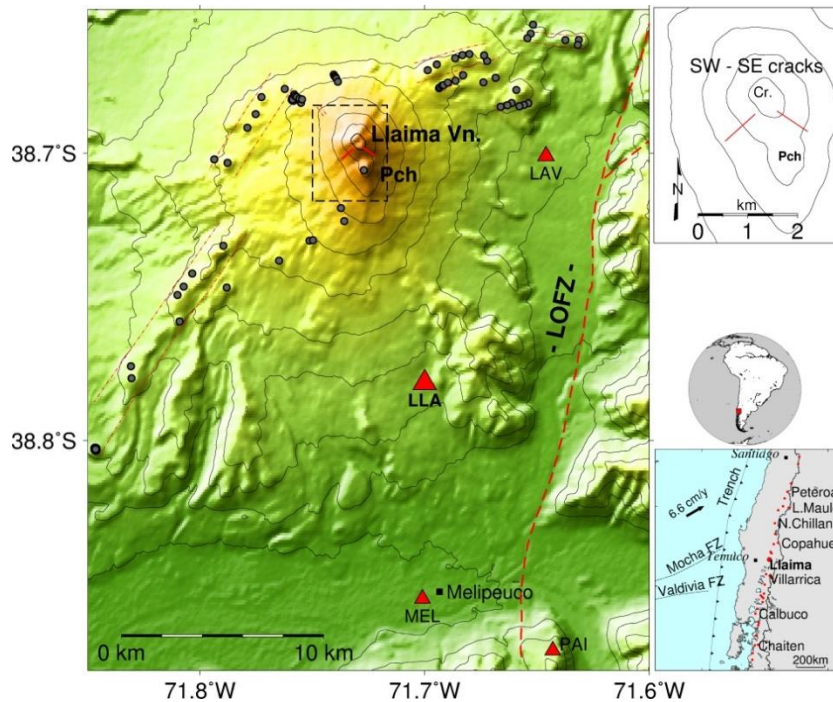 38.7°S
38.8°S
Llaima Vn.
Pch
LAV
- LOFZ -
LLA
Melipeuco
MEL
PAI
0 km
10 km
71.8°W
71.7°W
71.6°W
SW - SE cracks
Cr.
Pch
N
km
0 1 2
Santiago
Trench
6.6 cm/y
Peteroa
L.Maule
N.Chillan
Copahue
Mocha FZ
Temuco
Llaima
Villarrica
Valdivia FZ
Calbuco
Chaiten
200km